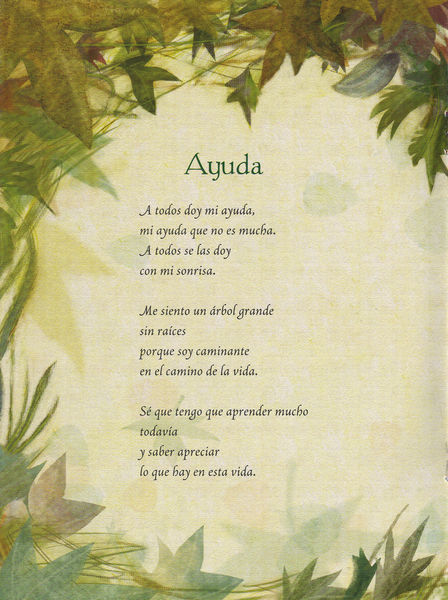 Ayuda
A todos doy mi ayuda,
mi ayuda que no es mucha.
A todos se las doy
con mi sonrisa.
Me siento un árbol grande
sin raíces
porque soy caminante
en el camino de la vida.
Sé que tengo que aprender mucho
todavía
y saber apreciar
lo que hay en esta vida.